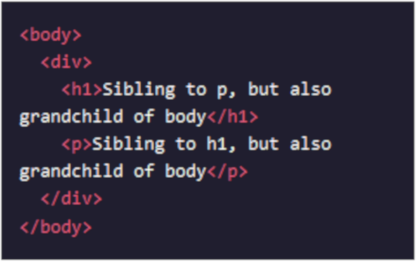 <body>
<div>
<h1>Sibling to p, but also
grandchild of body</h1>
<p>Sibling to h1, but also
grandchild of body</p>
</div>
</body>